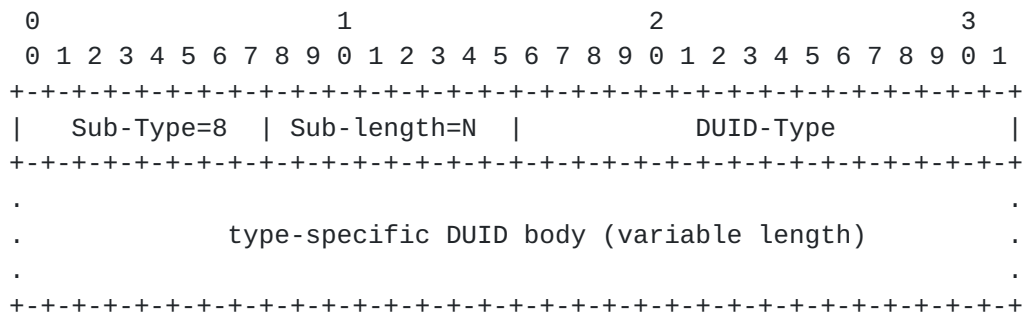 0                   1                   2                   3
 0 1 2 3 4 5 6 7 8 9 0 1 2 3 4 5 6 7 8 9 0 1 2 3 4 5 6 7 8 9 0 1
+-+-+-+-+-+-+-+-+-+-+-+-+-+-+-+-+-+-+-+-+-+-+-+-+-+-+-+-+-+-+-+-+
|   Sub-Type=8  | Sub-length=N  |           DUID-Type           |
+-+-+-+-+-+-+-+-+-+-+-+-+-+-+-+-+-+-+-+-+-+-+-+-+-+-+-+-+-+-+-+-+
.                                                               .
.             type-specific DUID body (variable length)         .
.                                                               .
+-+-+-+-+-+-+-+-+-+-+-+-+-+-+-+-+-+-+-+-+-+-+-+-+-+-+-+-+-+-+-+-+